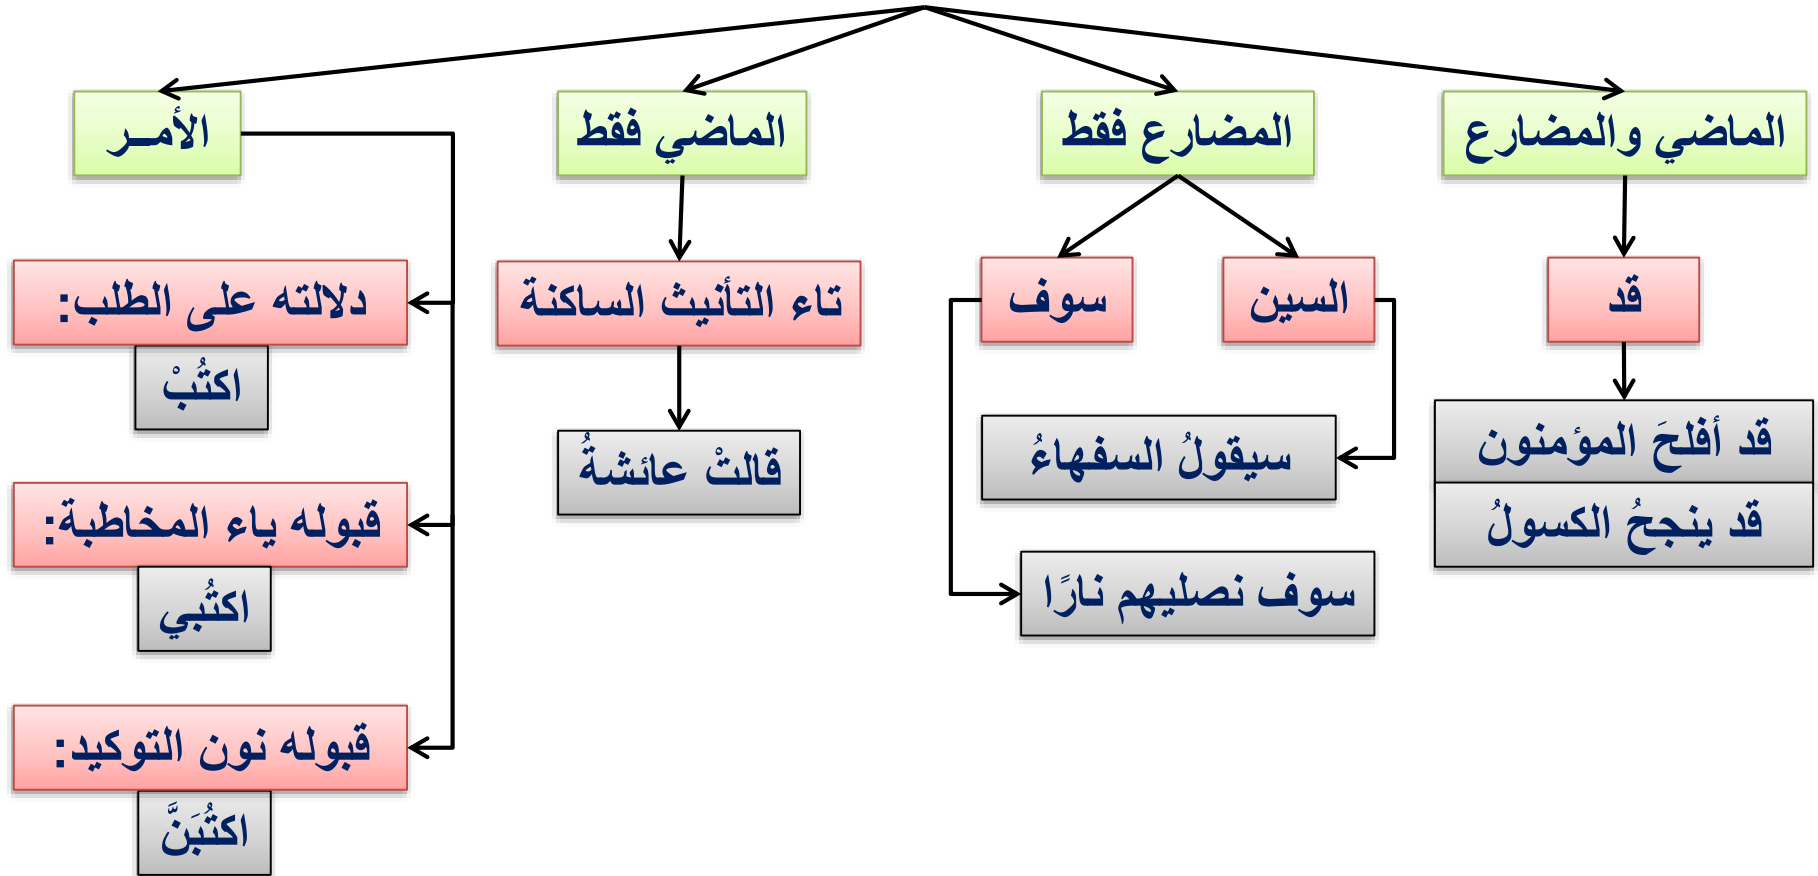 الماضي والمضارع
المضارع فقط
الماضي فقط
الأمــر
قد
السين
سوف
تاء التأنيث الساكنة
دلالته على الطلب:
اكتُبْ
قد أفلحَ المؤمنون
قد ينجحُ الكسولُ
سيقولُ السفهاءُ
سوف نصليهم نارًا
قالتْ عائشةُ
قبوله ياء المخاطبة:
اكتُبي
قبوله نون التوكيد:
اكتُبَنَّ